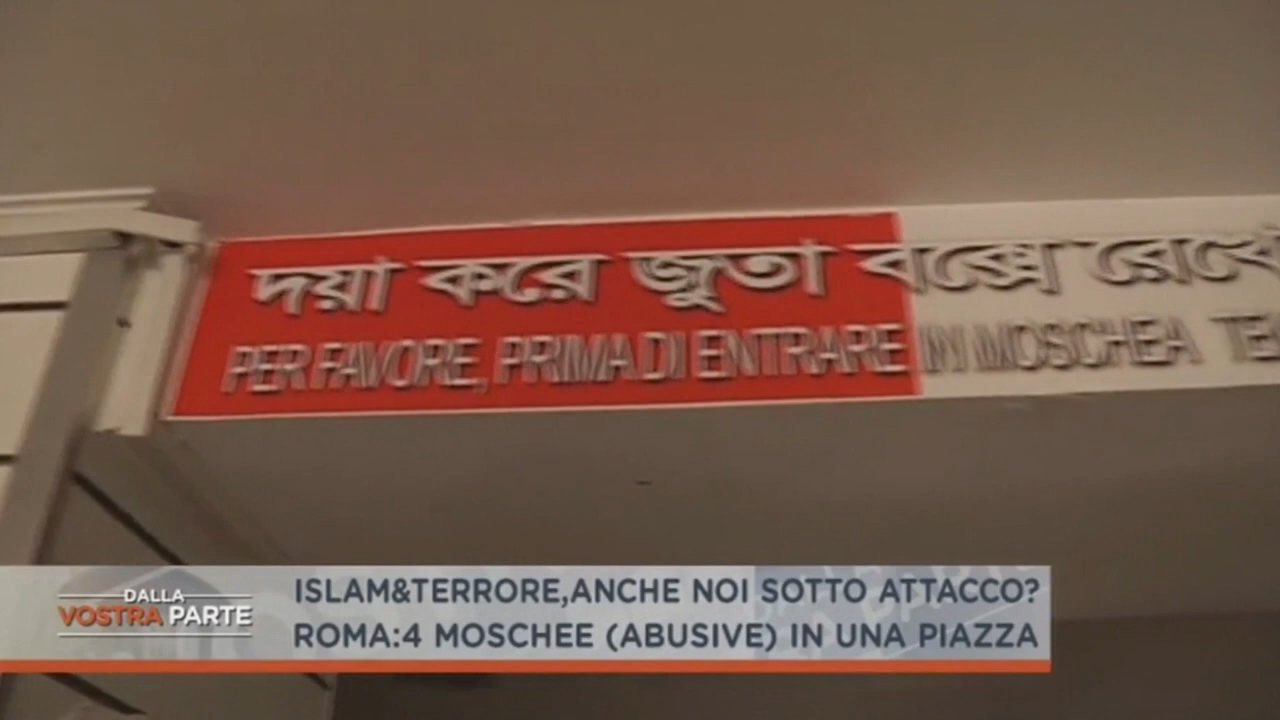 দয়া করে জুতা বক্সে রেখে
PER FAVORE, PRIMA DI ENTRARE IN MOSCHEA
DALLA
VOSTRA PARTE
ISLAM&TERRORE,ANCHE NOI SOTTO ATTACCO?
ROMA:4 MOSCHEE (ABUSIVE) IN UNA PIAZZA